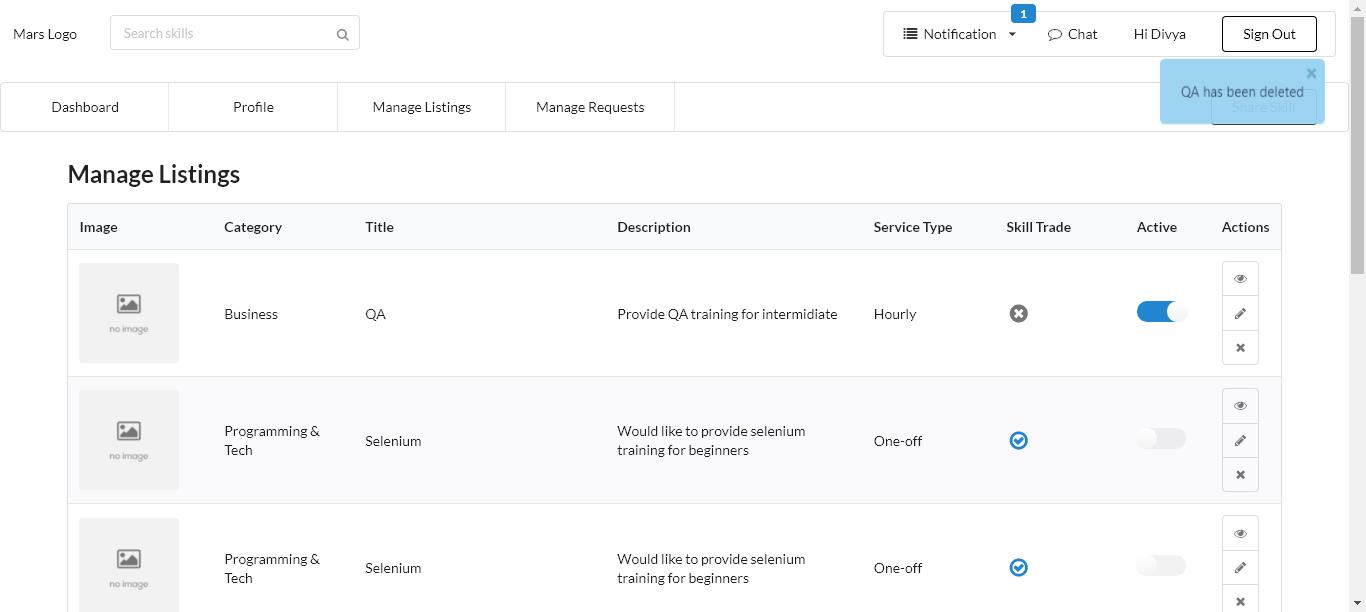 Mars Logo
Search skills
1
Notification
Chat
Hi Divya
Sign Out
QA has been deleted
Dashboard
Profile
Manage Listings
Manage Requests
Share Skill
Manage Listings
Image
Category
Title
Description
Service Type
Skill Trade
Active
Actions
no image
Business
QA
Provide QA training for intermidiate
Hourly
no image
Programming &
Tech
Selenium
Would like to provide selenium
training for beginners
One-off
no image
Programming &
Tech
Selenium
Would like to provide selenium
training for beginners
One-off